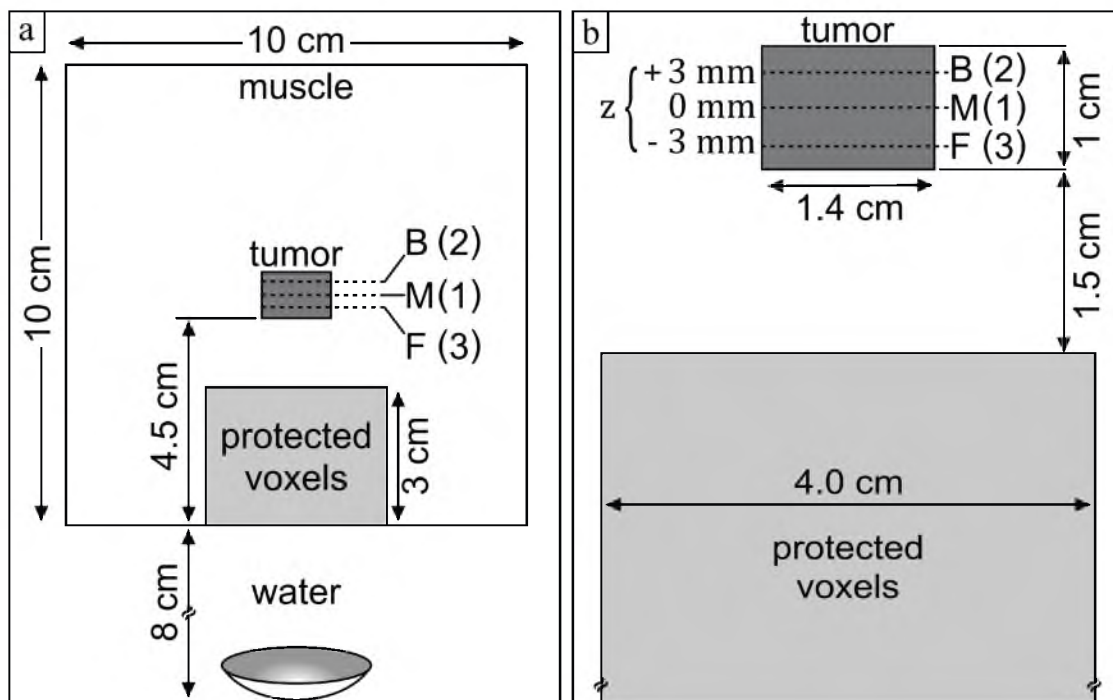 a
10 cm
muscle
10 cm
tumor
B (2)
M(1)
F (3)
4.5 cm
protected
voxels
3 cm
water
8 cm
b
tumor
z { + 3 mm
0 mm
- 3 mm
B (2)
M(1)
F (3)
1 cm
1.4 cm
1.5 cm
4.0 cm
protected
voxels